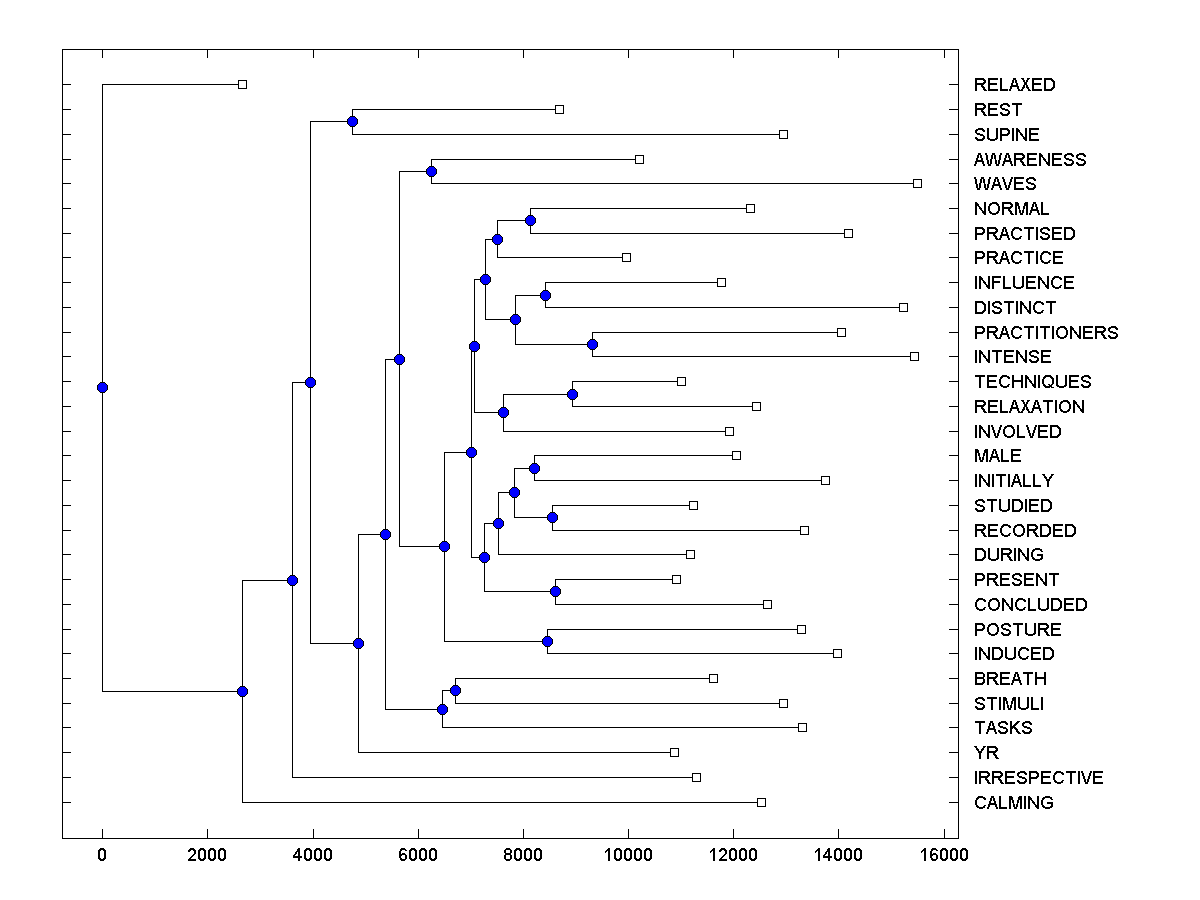 RELAXED
REST
SUPINE
AWARENESS
WAVES
NORMAL
PRACTISED
PRACTICE
INFLUENCE
DISTINCT
PRACTITIONERS
INTENSE
TECHNIQUES
RELAXATION
INVOLVED
MALE
INITIALLY
STUDIED
RECORDED
DURING
PRESENT
CONCLUDED
POSTURE
INDUCED
BREATH
STIMULI
TASKS
YR
IRRESPECTIVE
CALMING
0 2000 4000 6000 8000 10000 12000 14000 16000